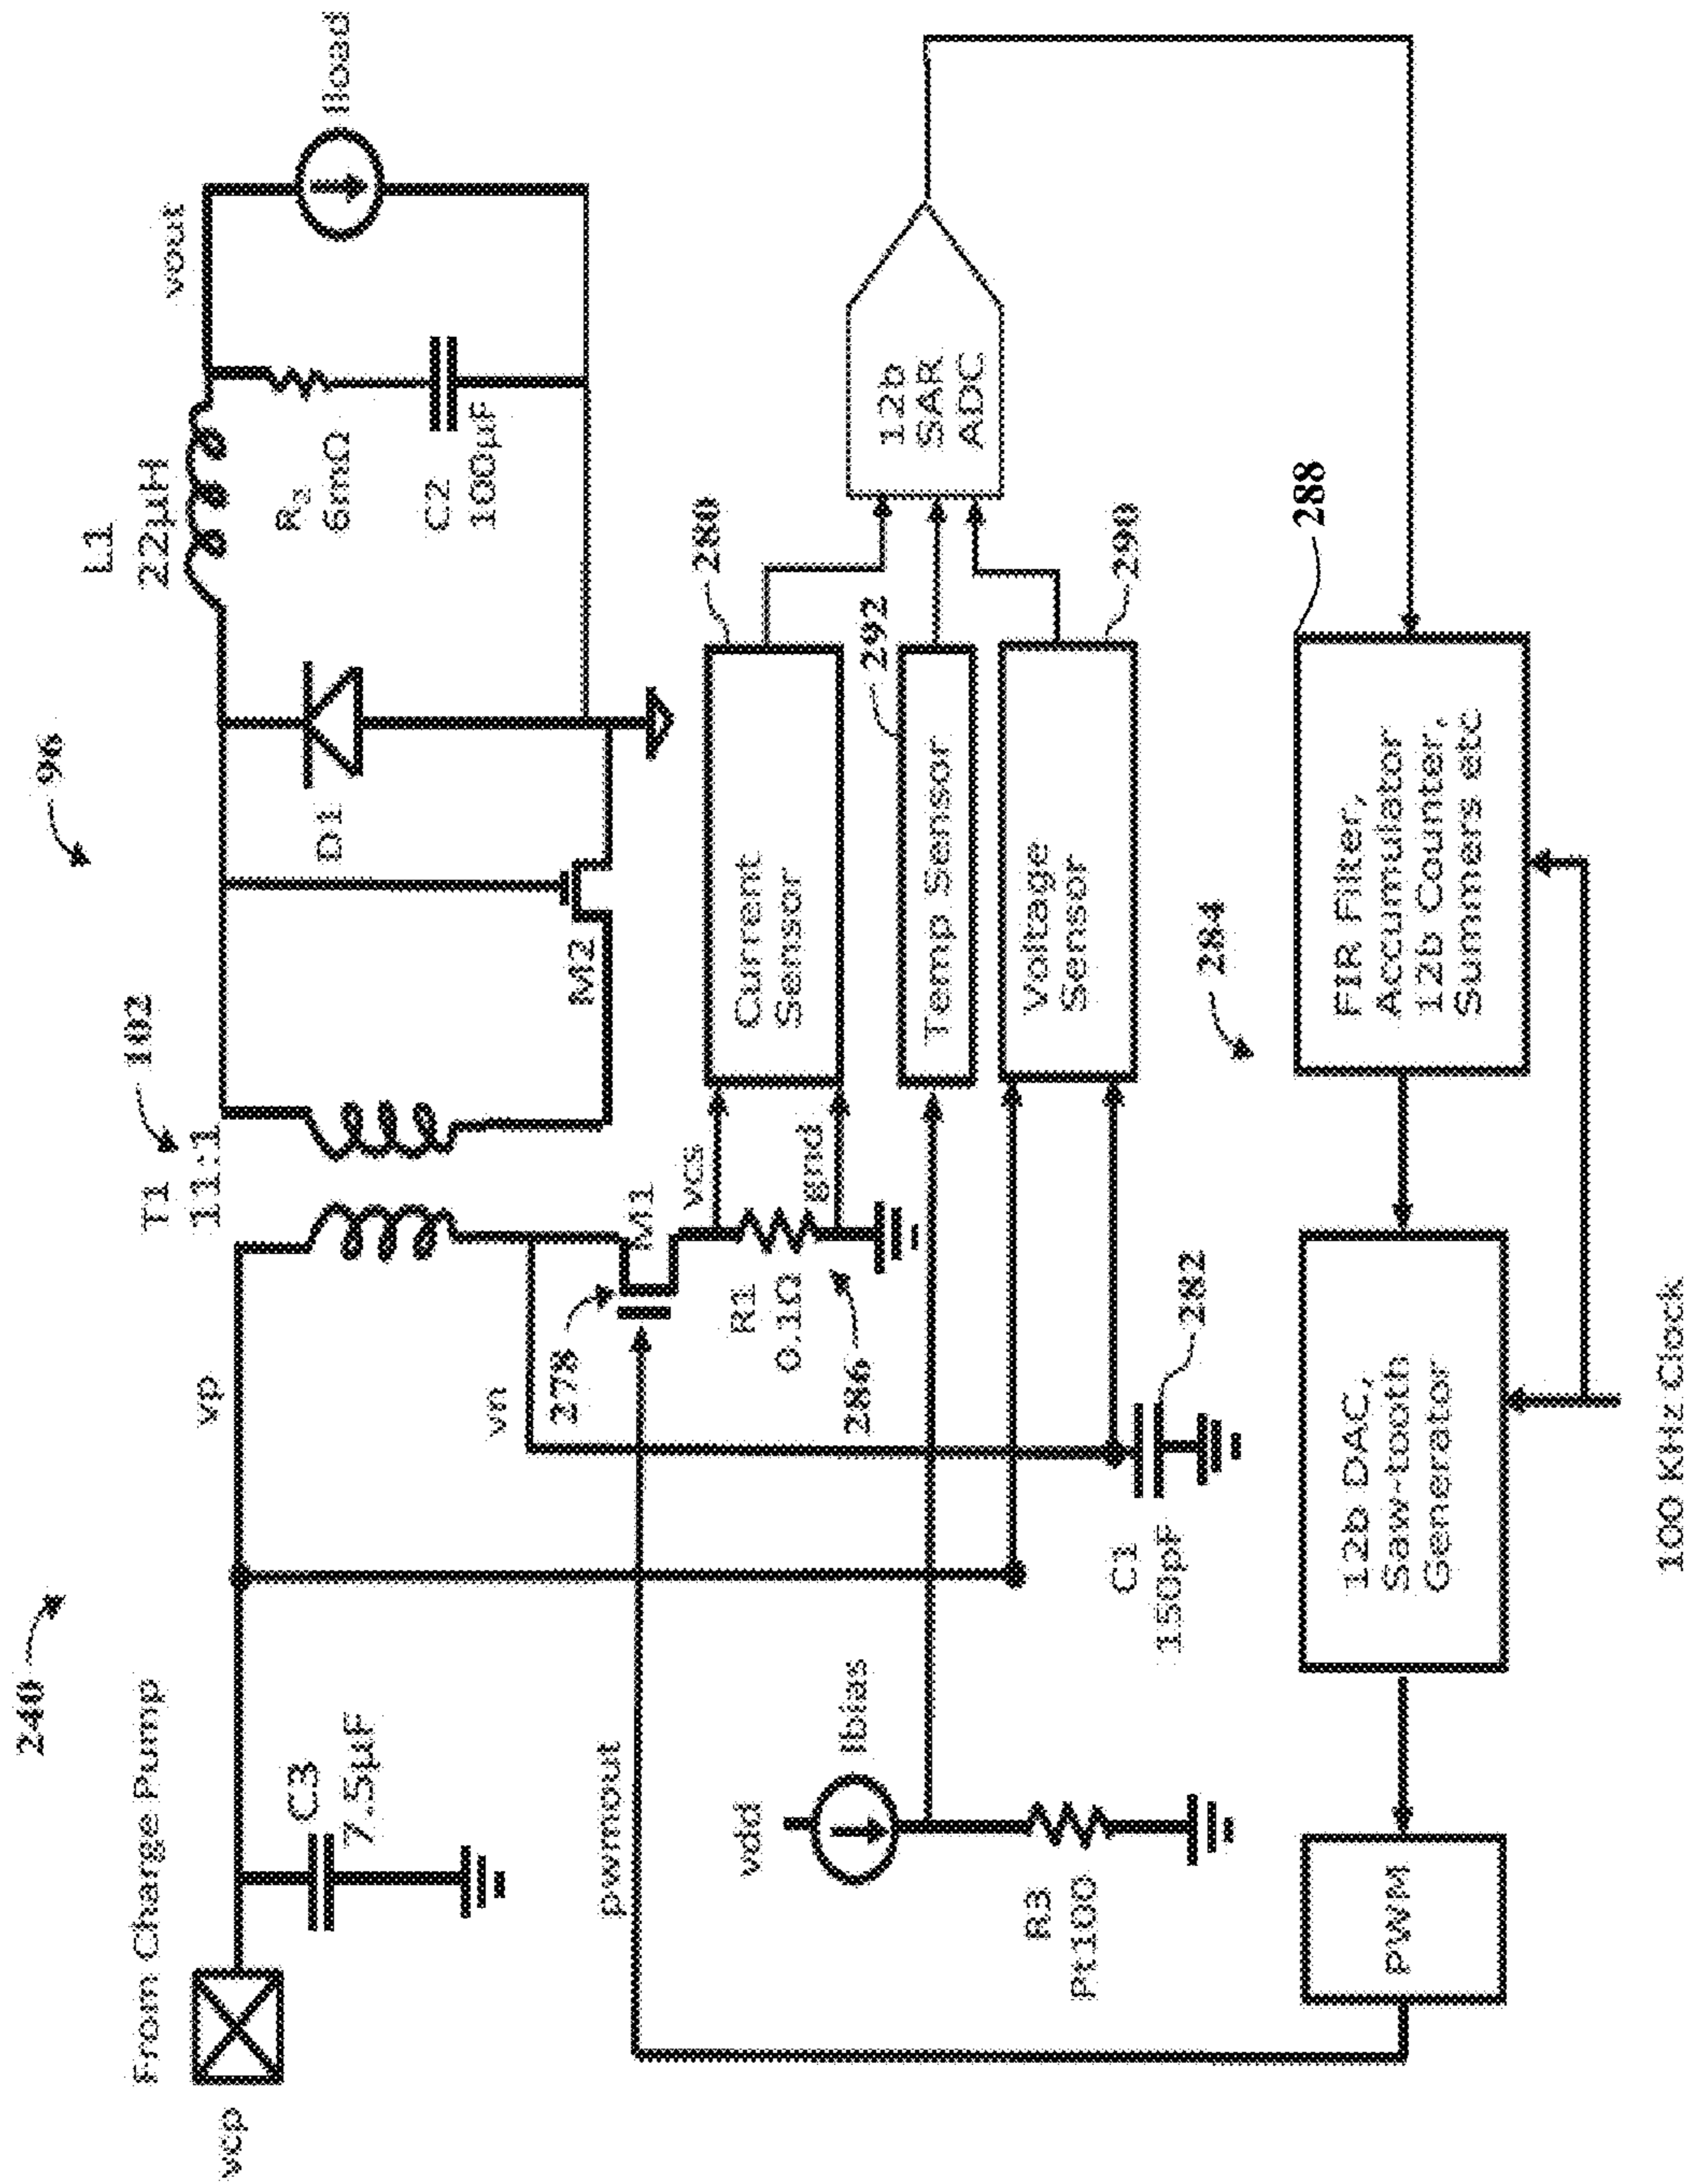 240
96
From Charge Pump
vcp
C3
7.5µF
vp
T1
11:1
102
L1
22µH
vout
Iload
R₂
6mΩ
C2
100µF
D1
M2
vn
278
M1
vcs
R1
0.1Ω
gnd
286
pwmout
vdd
Ibias
R3
Pt100
C1
150pF
282
Current
Sensor
280
292
Temp Sensor
Voltage
Sensor
290
12b
SAR
ADC
284
288
PWM
12b DAC,
Saw-tooth
Generator
FIR Filter,
Accumulator
12b Counter,
Summers etc
100 KHz Clock